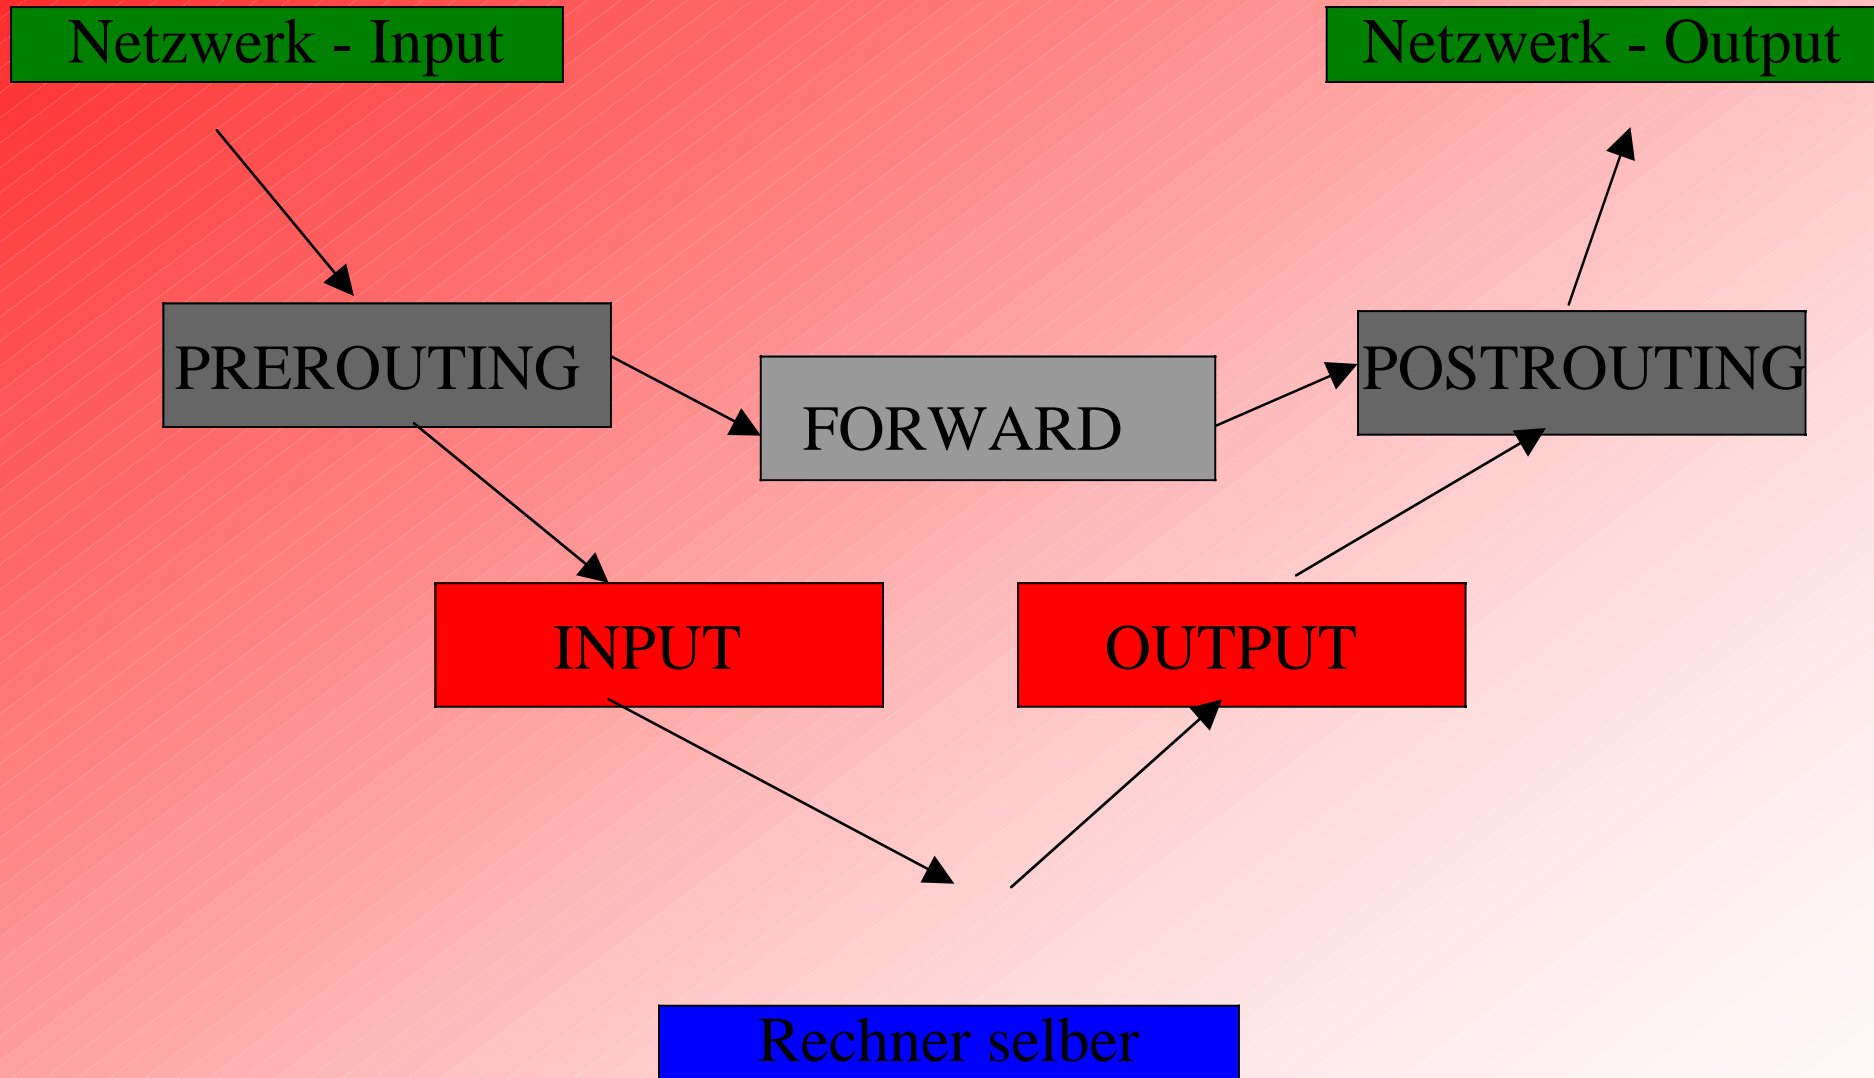 Netzwerk - Input
Netzwerk - Output
PREROUTING
POSTROUTING
FORWARD
INPUT
OUTPUT
Rechner selber